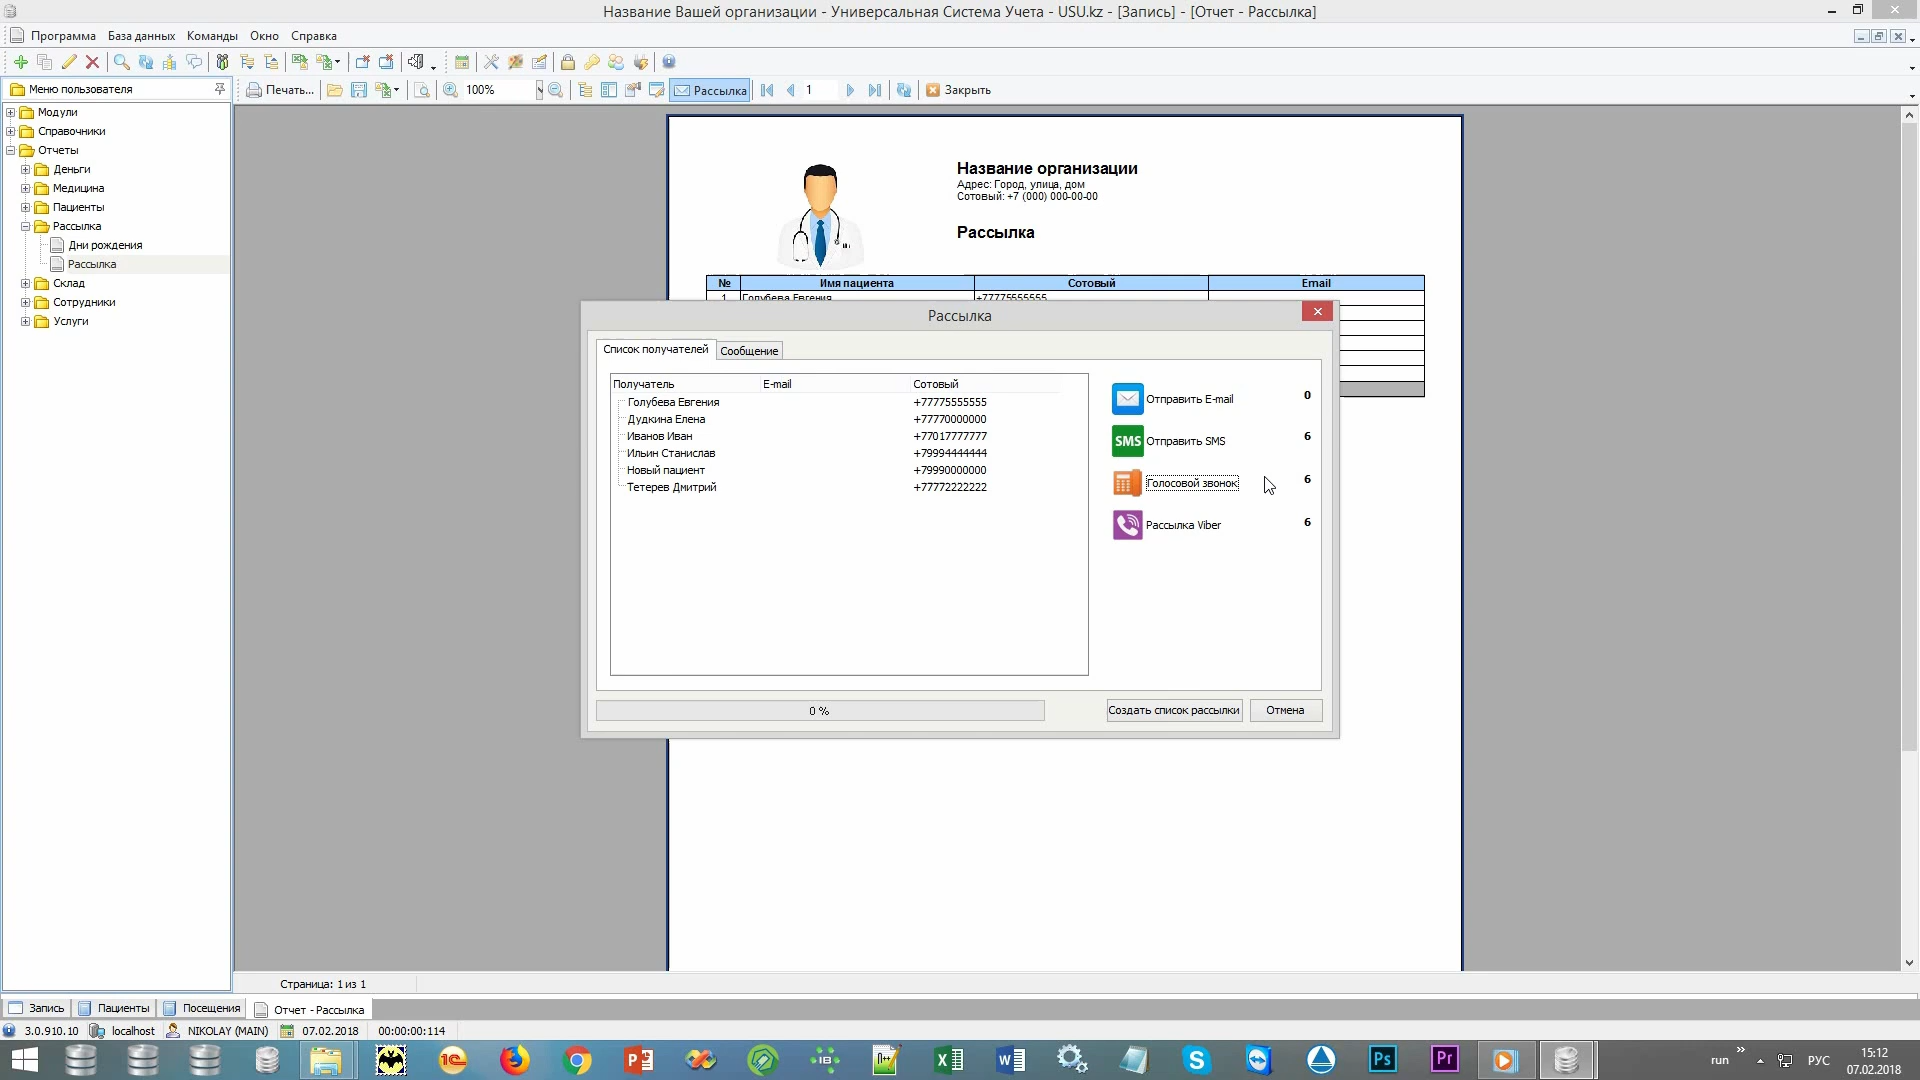 Название Вашей организации - Универсальная Система Учета - USU.kz - [Запись] - [Отчет - Рассылка]
Программа База данных Команды Окно Справка
Меню пользователя
Печать... 100% Рассылка 1 Закрыть
Модули
Справочники
Отчеты
Деньги
Медицина
Пациенты
Рассылка
Дни рождения
Рассылка
Склад
Сотрудники
Услуги
Название организации
Адрес: Город, улица, дом
Сотовый: +7 (000) 000-00-00
Рассылка
№ Имя пациента Сотовый Email
1 Голубева Евгения +77775555555
Рассылка
Список получателей Сообщение
Получатель E-mail Сотовый
Голубева Евгения +77775555555
Дудкина Елена +77770000000
Иванов Иван +77017777777
Ильин Станислав +79994444444
Новый пациент +79990000000
Тетерев Дмитрий +77772222222
Отправить E-mail 0
SMS Отправить SMS 6
Голосовой звонок 6
Рассылка Viber 6
0 % Создать список рассылки Отмена
Страница: 1 из 1
Запись Пациенты Посещения Отчет - Рассылка
3.0.910.10 localhost NIKOLAY (MAIN) 07.02.2018 00:00:00:114
run РУС 15:12
07.02.2018